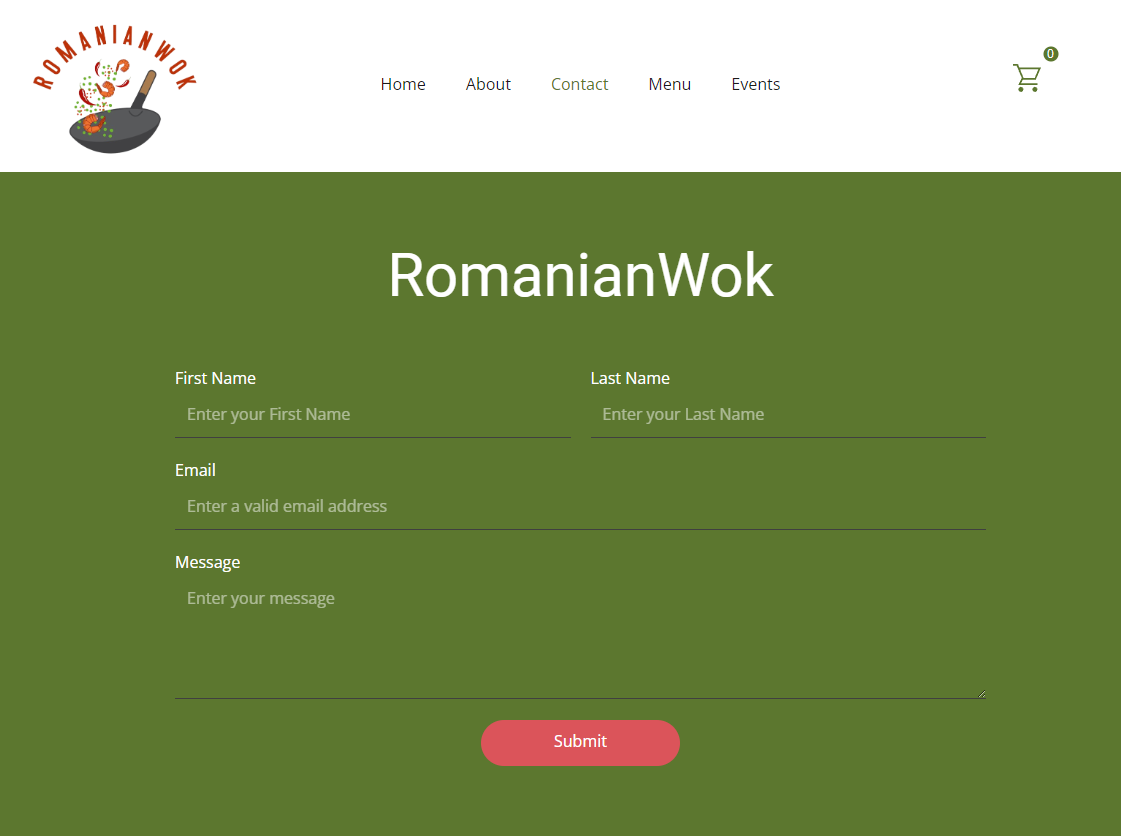 ROMANIANWOK
Home About Contact Menu Events
0
RomanianWok
First Name Last Name
Enter your First Name Enter your Last Name
Email
Enter a valid email address
Message
Enter your message
Submit